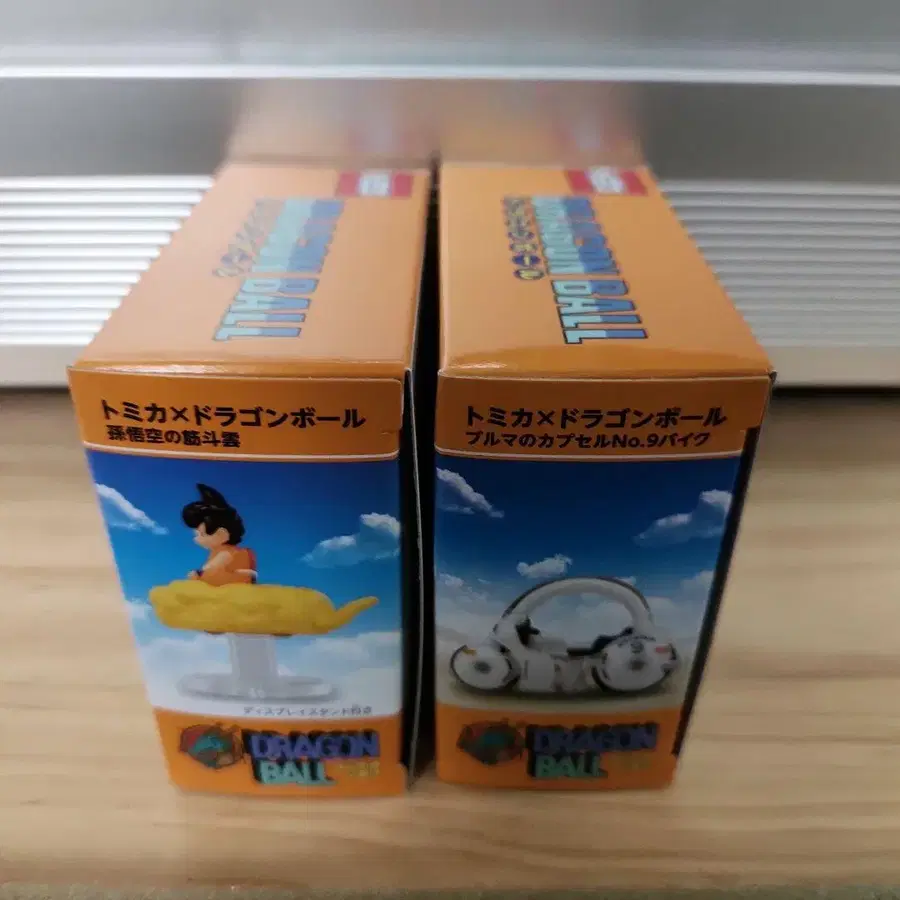 DRAGON BALL
DRAGON BALL
トミカ×ドラゴンボール
孫悟空の筋斗雲
ディスプレイスタンド付き
DRAGON
BALL
トミカ×ドラゴンボール
ブルマのカプセルNo.9バイク
9
DRAGON
BALL